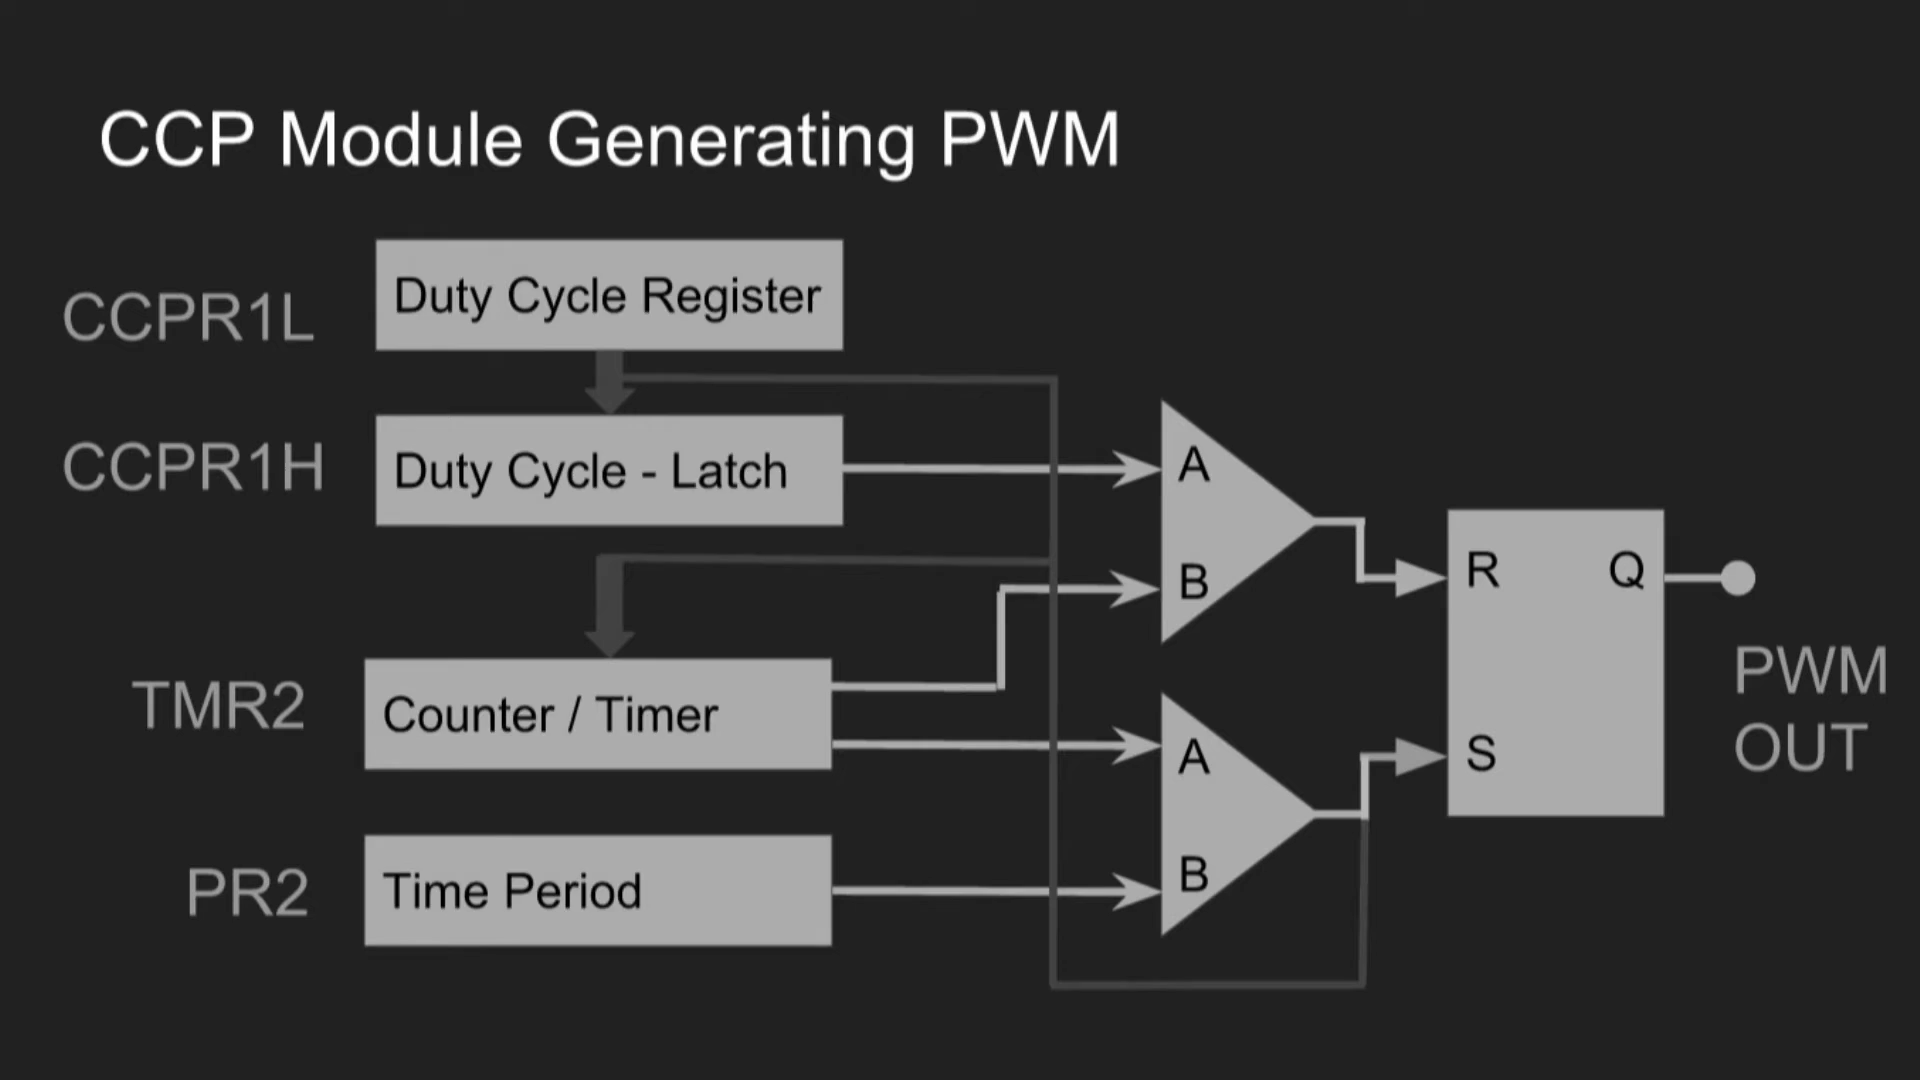 CCP Module Generating PWM
CCPR1L
Duty Cycle Register
CCPR1H
Duty Cycle - Latch
A
B
R
Q
TMR2
Counter / Timer
A
B
S
PWM
OUT
PR2
Time Period